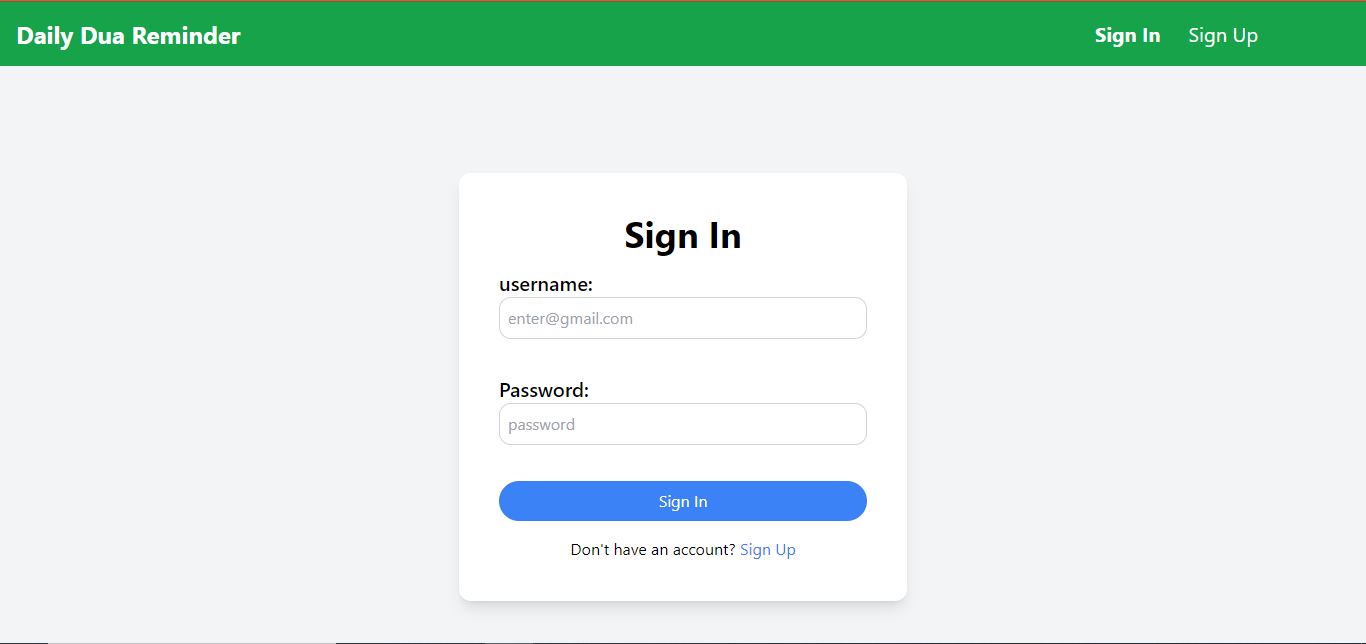 Daily Dua Reminder Sign In Sign Up
Sign In
username:
enter@gmail.com
Password:
password
Sign In
Don't have an account? Sign Up